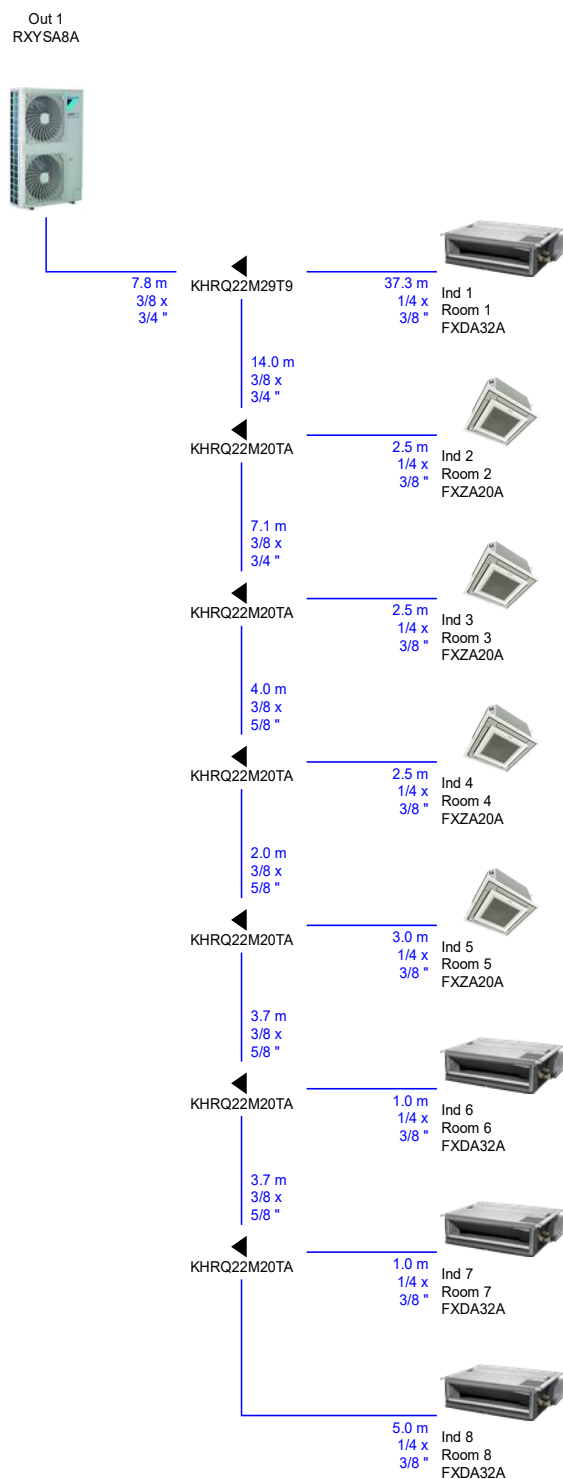 Out 1
RXYSA8A
7.8 m
3/8 x
3/4 "
KHRQ22M29T9
37.3 m
1/4 x
3/8 "
Ind 1
Room 1
FXDA32A
14.0 m
3/8 x
3/4 "
KHRQ22M20TA
2.5 m
1/4 x
3/8 "
Ind 2
Room 2
FXZA20A
7.1 m
3/8 x
3/4 "
KHRQ22M20TA
2.5 m
1/4 x
3/8 "
Ind 3
Room 3
FXZA20A
4.0 m
3/8 x
5/8 "
KHRQ22M20TA
2.5 m
1/4 x
3/8 "
Ind 4
Room 4
FXZA20A
2.0 m
3/8 x
5/8 "
KHRQ22M20TA
3.0 m
1/4 x
3/8 "
Ind 5
Room 5
FXZA20A
3.7 m
3/8 x
5/8 "
KHRQ22M20TA
1.0 m
1/4 x
3/8 "
Ind 6
Room 6
FXDA32A
3.7 m
3/8 x
5/8 "
KHRQ22M20TA
1.0 m
1/4 x
3/8 "
Ind 7
Room 7
FXDA32A
5.0 m
1/4 x
3/8 "
Ind 8
Room 8
FXDA32A